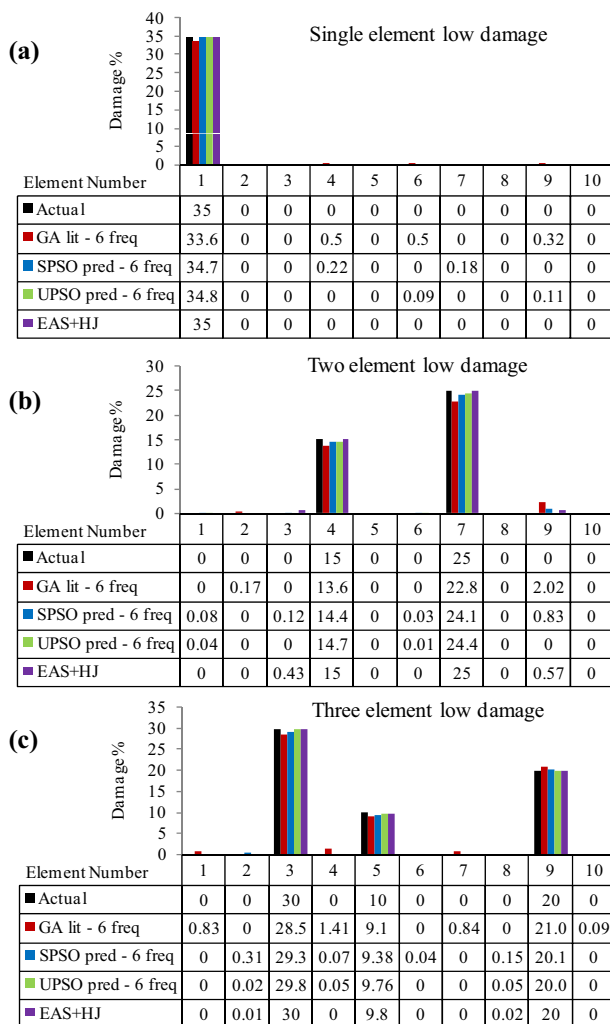 (a)
Single element low damage
Damage%
40
35
30
25
20
15
10
5
0
Element Number 1 2 3 4 5 6 7 8 9 10
Actual 35 0 0 0 0 0 0 0 0 0
GA lit - 6 freq 33.6 0 0 0.5 0 0.5 0 0 0.32 0
SPSO pred - 6 freq 34.7 0 0 0.22 0 0 0.18 0 0 0
UPSO pred - 6 freq 34.8 0 0 0 0 0.09 0 0 0.11 0
EAS+HJ 35 0 0 0 0 0 0 0 0 0
(b)
Two element low damage
Damage%
30
25
20
15
10
5
0
Element Number 1 2 3 4 5 6 7 8 9 10
Actual 0 0 0 15 0 0 25 0 0 0
GA lit - 6 freq 0 0.17 0 13.6 0 0 22.8 0 2.02 0
SPSO pred - 6 freq 0.08 0 0.12 14.4 0 0.03 24.1 0 0.83 0
UPSO pred - 6 freq 0.04 0 0 14.7 0 0.01 24.4 0 0 0
EAS+HJ 0 0 0.43 15 0 0 25 0 0.57 0
(c)
Three element low damage
Damage%
35
30
25
20
15
10
5
0
Element Number 1 2 3 4 5 6 7 8 9 10
Actual 0 0 30 0 10 0 0 0 20 0
GA lit - 6 freq 0.83 0 28.5 1.41 9.1 0 0.84 0 21.0 0.09
SPSO pred - 6 freq 0 0.31 29.3 0.07 9.38 0.04 0 0.15 20.1 0
UPSO pred - 6 freq 0 0.02 29.8 0.05 9.76 0 0 0.05 20.0 0
EAS+HJ 0 0.01 30 0 9.8 0 0 0.02 20 0